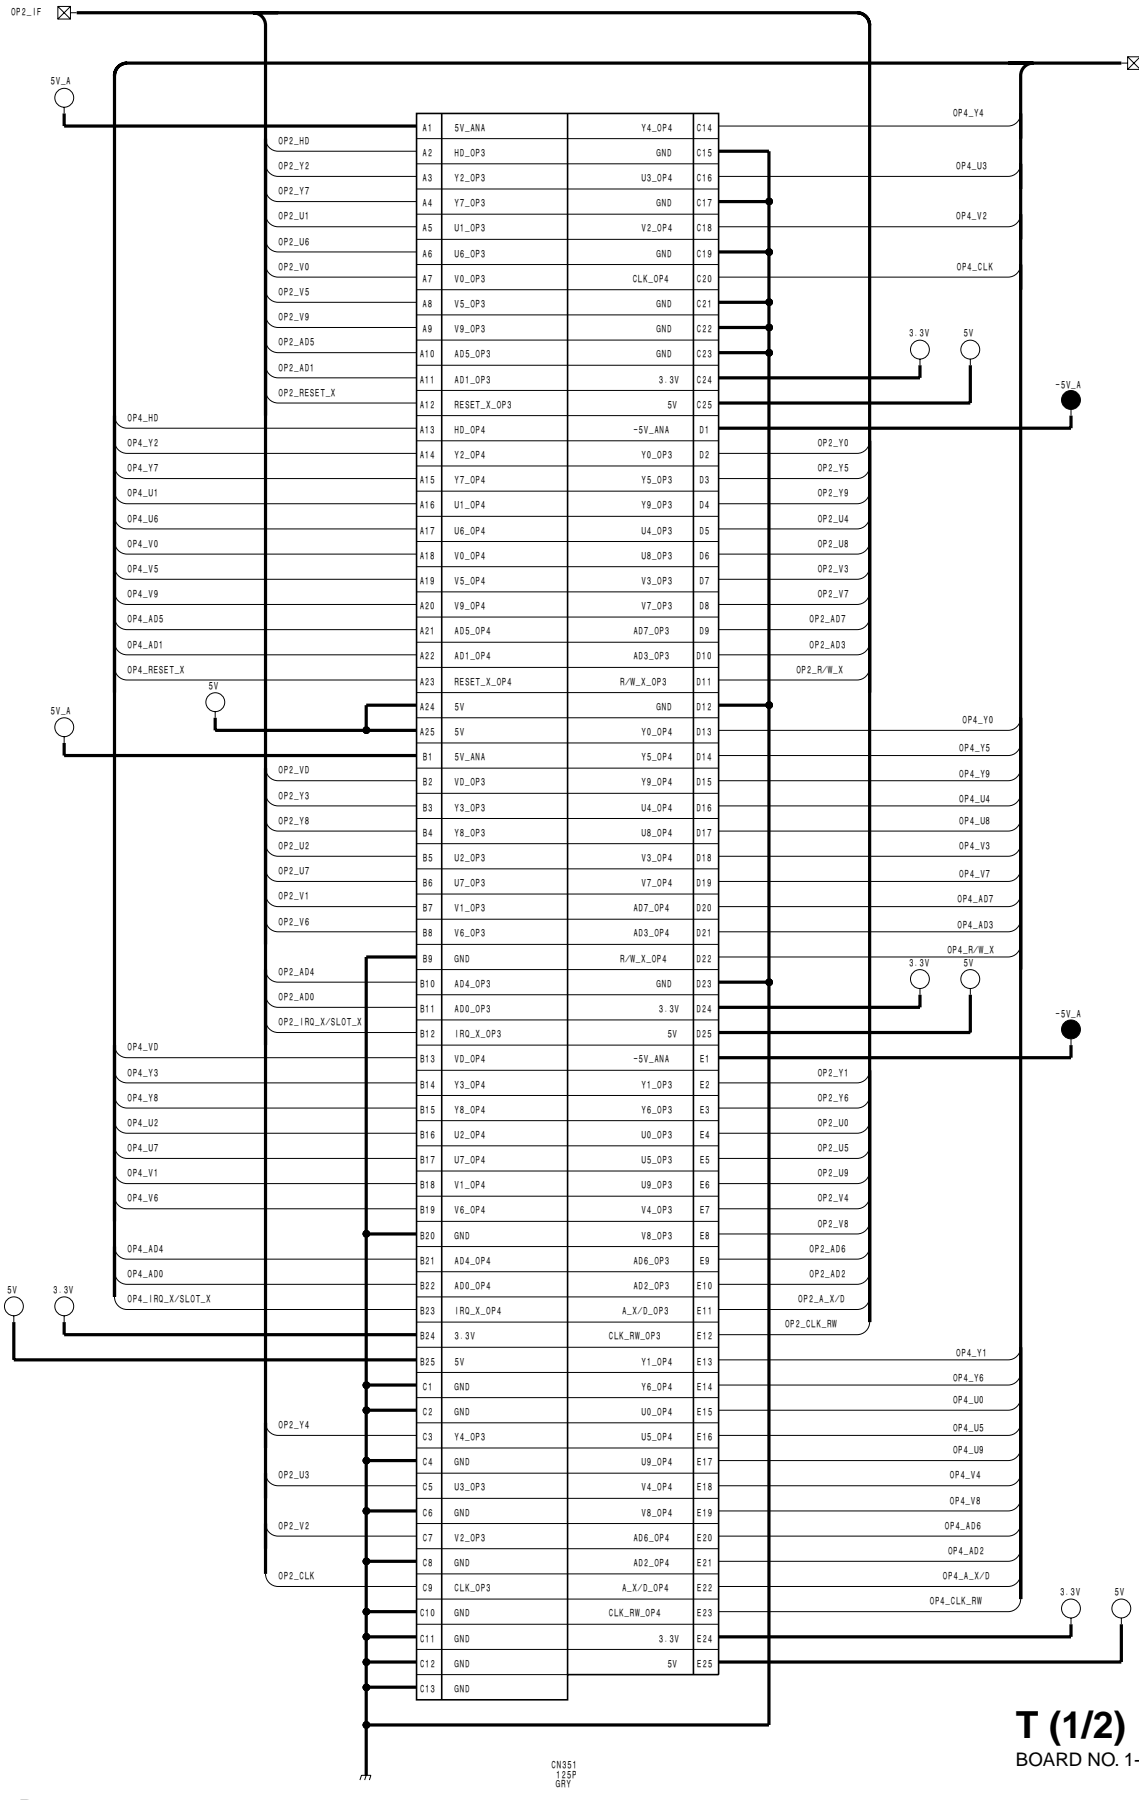 OP2_IF
5V_A
A1 5V_ANA Y4_OP4 C14 OP4_Y4
OP2_HD A2 HD_OP3 GND C15
OP2_Y2 A3 Y2_OP3 U3_OP4 C16 OP4_U3
OP2_Y7 A4 Y7_OP3 GND C17
OP2_U1 A5 U1_OP3 V2_OP4 C18 OP4_V2
OP2_U6 A6 U6_OP3 GND C19
OP2_V0 A7 V0_OP3 CLK_OP4 C20 OP4_CLK
OP2_V5 A8 V5_OP3 GND C21
OP2_V9 A9 V9_OP3 GND C22
3.3V 5V
OP2_AD5 A10 AD5_OP3 GND C23
OP2_AD1 A11 AD1_OP3 3.3V C24
-5V_A
OP2_RESET_X A12 RESET_X_OP3 5V C25
OP4_HD A13 HD_OP4 -5V_ANA D1
OP4_Y2 A14 Y2_OP4 Y0_OP3 D2 OP2_Y0
OP4_Y7 A15 Y7_OP4 Y5_OP3 D3 OP2_Y5
OP4_U1 A16 U1_OP4 Y9_OP3 D4 OP2_Y9
OP4_U6 A17 U6_OP4 U4_OP3 D5 OP2_U4
OP4_V0 A18 V0_OP4 U8_OP3 D6 OP2_U8
OP4_V5 A19 V5_OP4 V3_OP3 D7 OP2_V3
OP4_V9 A20 V9_OP4 V7_OP3 D8 OP2_V7
OP4_AD5 A21 AD5_OP4 AD7_OP3 D9 OP2_AD7
OP4_AD1 A22 AD1_OP4 AD3_OP3 D10 OP2_AD3
OP4_RESET_X A23 RESET_X_OP4 R/W_X_OP3 D11 OP2_R/W_X
5V
A24 5V GND D12
5V_A
A25 5V Y0_OP4 D13 OP4_Y0
B1 5V_ANA Y5_OP4 D14 OP4_Y5
OP2_VD B2 VD_OP3 Y9_OP4 D15 OP4_Y9
OP2_Y3 B3 Y3_OP3 U4_OP4 D16 OP4_U4
OP2_Y8 B4 Y8_OP3 U8_OP4 D17 OP4_U8
OP2_U2 B5 U2_OP3 V3_OP4 D18 OP4_V3
OP2_U7 B6 U7_OP3 V7_OP4 D19 OP4_V7
OP2_V1 B7 V1_OP3 AD7_OP4 D20 OP4_AD7
OP2_V6 B8 V6_OP3 AD3_OP4 D21 OP4_AD3
B9 GND R/W_X_OP4 D22 OP4_R/W_X
3.3V 5V
OP2_AD4 B10 AD4_OP3 GND D23
OP2_AD0 B11 AD0_OP3 3.3V D24
-5V_A
OP2_IRQ_X/SLOT_X B12 IRQ_X_OP3 5V D25
OP4_VD B13 VD_OP4 -5V_ANA E1
OP4_Y3 B14 Y3_OP4 Y1_OP3 E2 OP2_Y1
OP4_Y8 B15 Y8_OP4 Y6_OP3 E3 OP2_Y6
OP4_U2 B16 U2_OP4 U0_OP3 E4 OP2_U0
OP4_U7 B17 U7_OP4 U5_OP3 E5 OP2_U5
OP4_V1 B18 V1_OP4 U9_OP3 E6 OP2_U9
OP4_V6 B19 V6_OP4 V4_OP3 E7 OP2_V4
B20 GND V8_OP3 E8 OP2_V8
OP4_AD4 B21 AD4_OP4 AD6_OP3 E9 OP2_AD6
OP4_AD0 B22 AD0_OP4 AD2_OP3 E10 OP2_AD2
5V 3.3V
OP4_IRQ_X/SLOT_X B23 IRQ_X_OP4 A_X/D_OP3 E11 OP2_A_X/D
B24 3.3V CLK_RW_OP3 E12 OP2_CLK_RW
B25 5V Y1_OP4 E13 OP4_Y1
C1 GND Y6_OP4 E14 OP4_Y6
C2 GND U0_OP4 E15 OP4_U0
OP2_Y4 C3 Y4_OP3 U5_OP4 E16 OP4_U5
C4 GND U9_OP4 E17 OP4_U9
OP2_U3 C5 U3_OP3 V4_OP4 E18 OP4_V4
C6 GND V8_OP4 E19 OP4_V8
OP2_V2 C7 V2_OP3 AD6_OP4 E20 OP4_AD6
C8 GND AD2_OP4 E21 OP4_AD2
OP2_CLK C9 CLK_OP3 A_X/D_OP4 E22 OP4_A_X/D
C10 GND CLK_RW_OP4 E23 OP4_CLK_RW
3.3V 5V
C11 GND 3.3V E24
C12 GND 5V E25
C13 GND
T (1/2)
BOARD NO. 1-
CN351
125P
GRY